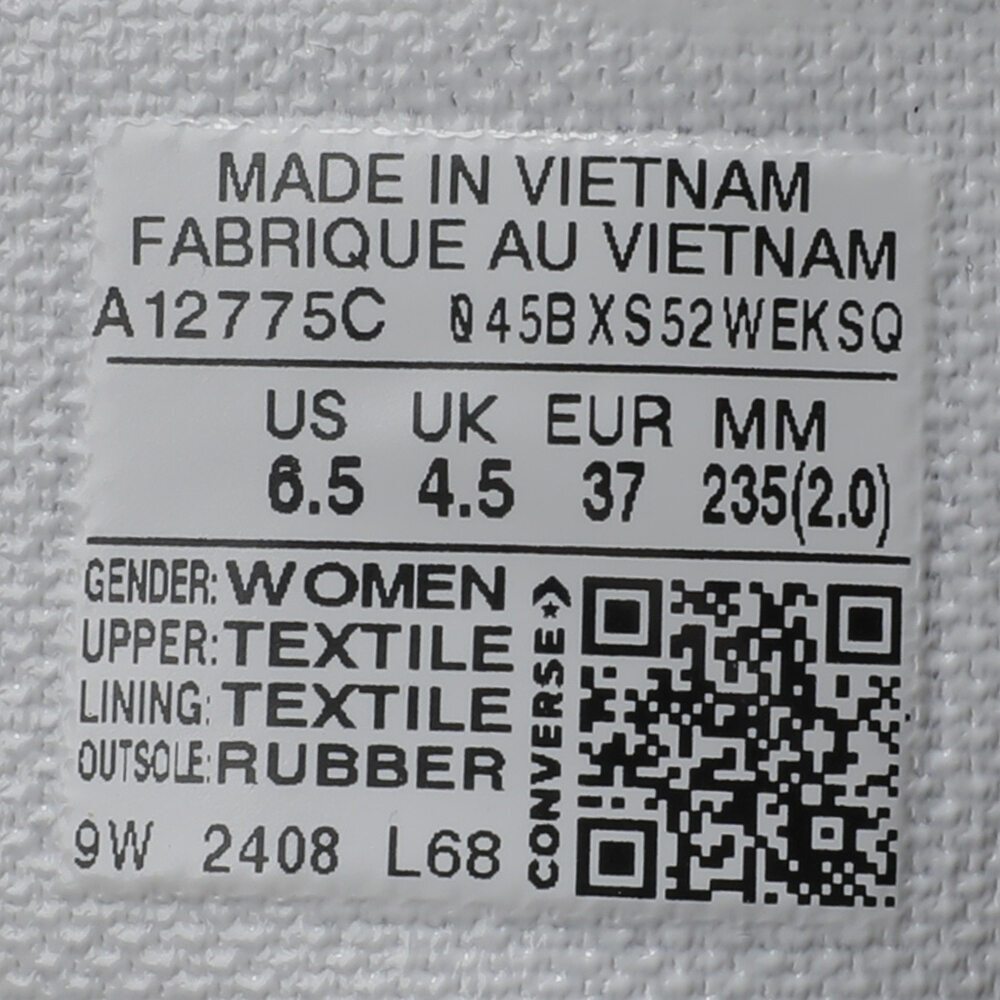 MADE IN VIETNAM
FABRIQUE AU VIETNAM
A12775C 045BXS52WEKSQ
US UK EUR MM
6.5 4.5 37 235(2.0)
GENDER: WOMEN
UPPER: TEXTILE
LINING: TEXTILE
OUTSOLE: RUBBER
9W 2408 L68
CONVERSE